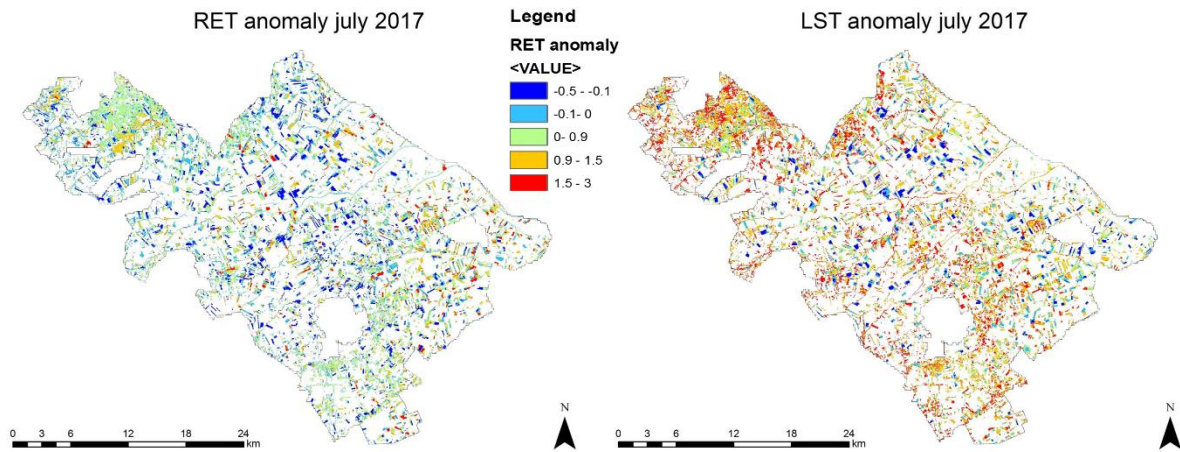 RET anomaly july 2017
Legend
RET anomaly
<VALUE>
-0.5 - -0.1
-0.1- 0
0- 0.9
0.9 - 1.5
1.5 - 3
LST anomaly july 2017
0 3 6 12 18 24
km
N
0 3 6 12 18 24
km
N